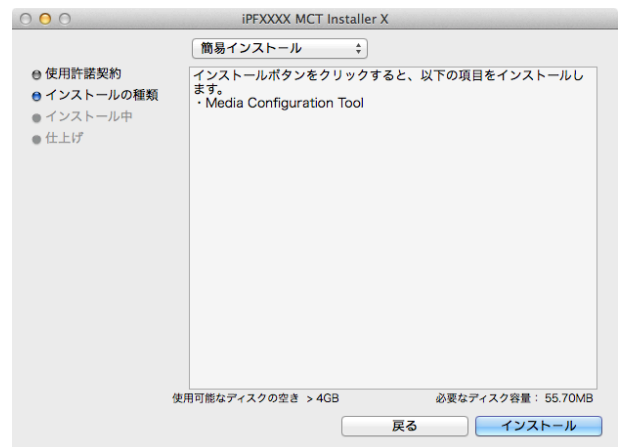 iPFXXXX MCT Installer X
簡易インストール
使用許諾契約
インストールの種類
インストール中
仕上げ
インストールボタンをクリックすると、以下の項目をインストールし
ます。
・Media Configuration Tool
使用可能なディスクの空き > 4GB
必要なディスク容量： 55.70MB
戻る
インストール